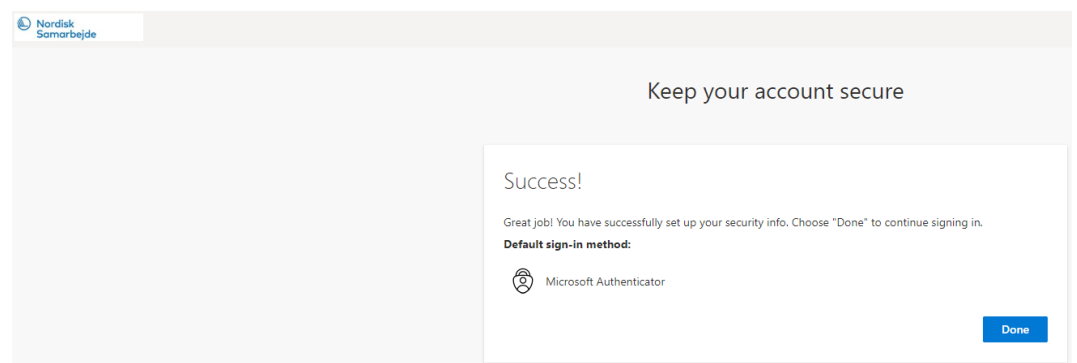 Nordisk
Samarbejde
Keep your account secure
Success!
Great job! You have successfully set up your security info. Choose "Done" to continue signing in.
Default sign-in method:
Microsoft Authenticator
Done